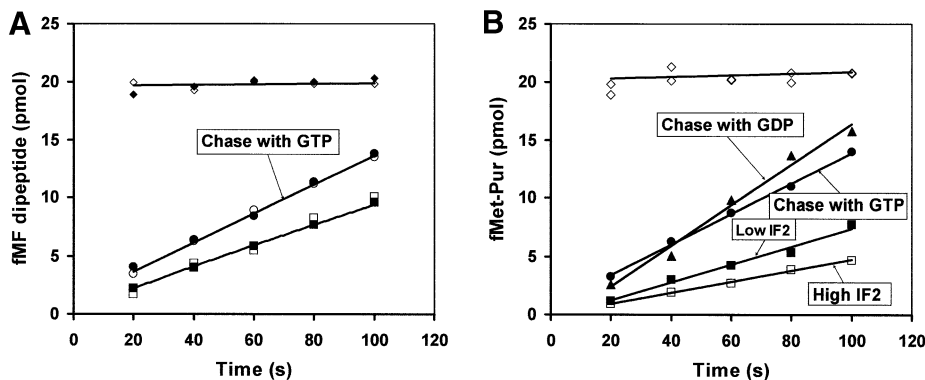 A
fMF dipeptide (pmol)
25
20
15
10
5
0
Chase with GTP
0 20 40 60 80 100 120
Time (s)
B
fMet-Pur (pmol)
25
20
15
10
5
0
Chase with GDP
Chase with GTP
Low IF2
High IF2
0 20 40 60 80 100 120
Time (s)